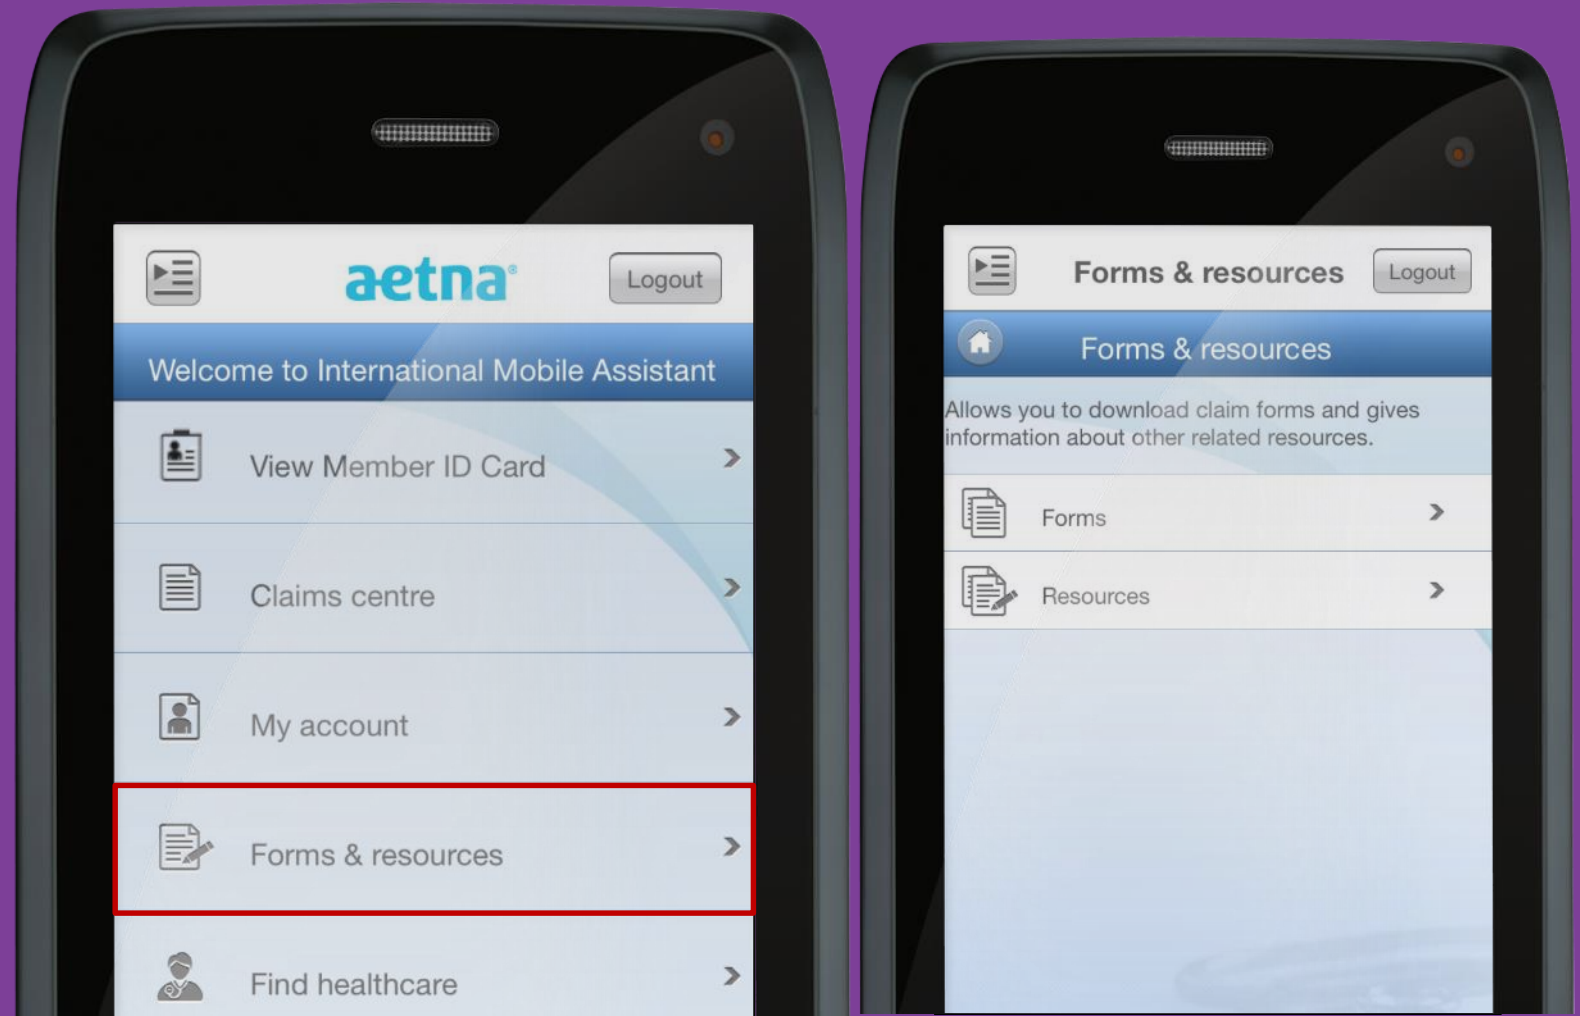 aetna®
Logout
Welcome to International Mobile Assistant
View Member ID Card
Claims centre
My account
Forms & resources
Find healthcare
Forms & resources
Logout
Forms & resources
Allows you to download claim forms and gives
information about other related resources.
Forms
Resources